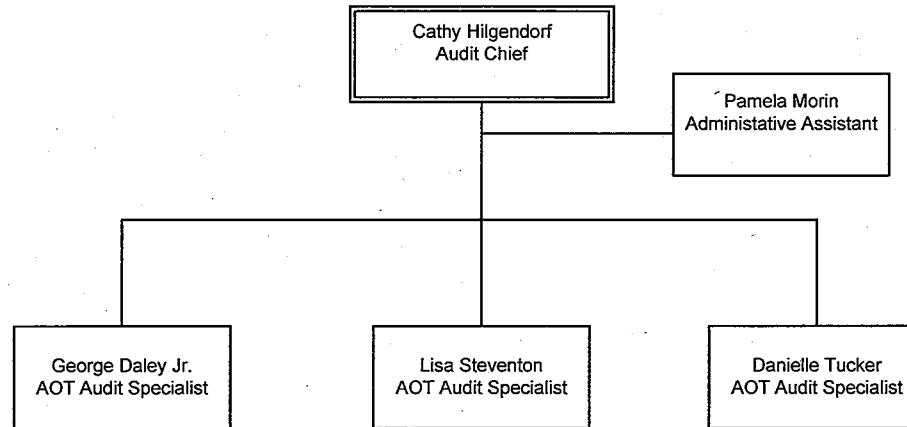 Cathy Hilgendorf
Audit Chief
Pamela Morin
Administative Assistant
George Daley Jr.
AOT Audit Specialist
Lisa Steventon
AOT Audit Specialist
Danielle Tucker
AOT Audit Specialist